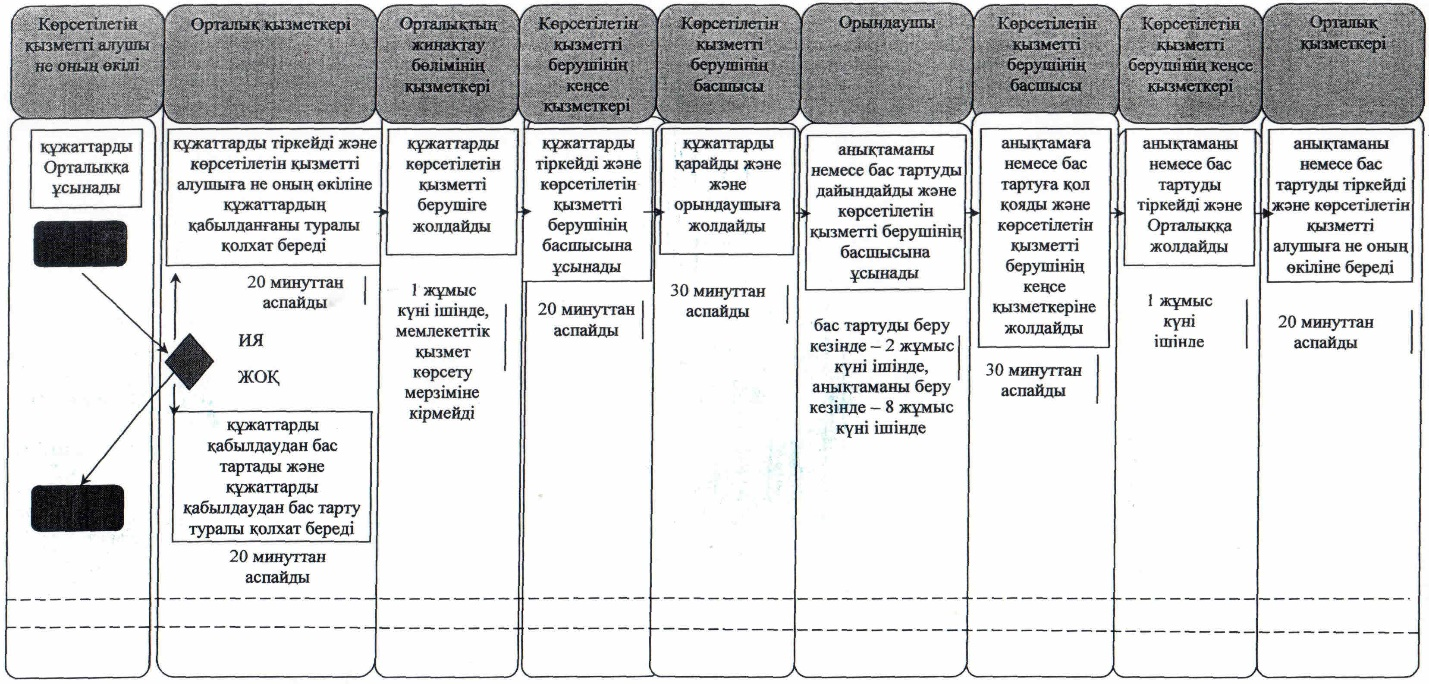 Көрсетілетін
қызметті алушы
не оның өкілі
Орталық қызметкері
Орталықтың
жинақтау
бөлімінің
қызметкері
Көрсетілетін
қызметті
берушінің
кеңсе
қызметкері
Көрсетілетін
қызметті
берушінің
басшысы
Орындаушы
Көрсетілетін
қызметті
берушінің
басшысы
Көрсетілетін
қызметті
берушінің кеңсе
қызметкері
Орталық
қызметкері
құжаттарды
Орталыққа
ұсынады
құжаттарды тіркейді және
көрсетілетін қызметті
алушыға не оның өкіліне
құжаттардың
қабылданғаны туралы
қолхат береді
20 минуттан
аспайды
ИЯ
ЖОҚ
құжаттарды
қабылдаудан бас
тартады және
құжаттарды
қабылдаудан бас тарту
туралы қолхат береді
20 минуттан
аспайды
құжаттарды
көрсетілетін
қызметті
берушіге
жолдайды
1 жұмыс
күні ішінде,
мемлекеттік
қызмет
көрсету
мерзіміне
кірмейді
құжаттарды
тіркейді және
көрсетілетін
қызметті
берушінің
басшысына
ұсынады
20 минуттан
аспайды
құжаттарды
қарайды және
және
орындаушыға
жолдайды
30 минуттан
аспайды
анықтаманы
немесе бас тартуды
дайындайды және
көрсетілетін
қызметті берушінің
басшысына
ұсынады
бас тартуды беру
кезінде – 2 жұмыс
күні ішінде,
анықтаманы беру
кезінде – 8 жұмыс
күні ішінде
анықтамаға
немесе бас
тартуға қол
қояды және
көрсетілетін
қызметті
берушінің
кеңсе
қызметкеріне
жолдайды
30 минуттан
аспайды
анықтаманы
немесе бас
тартуды
тіркейді және
Орталыққа
жолдайды
1 жұмыс
күні
ішінде
анықтаманы
немесе бас
тартуды тіркейді
және көрсетілетін
қызметті
алушыға не оның
өкіліне береді
20 минуттан
аспайды